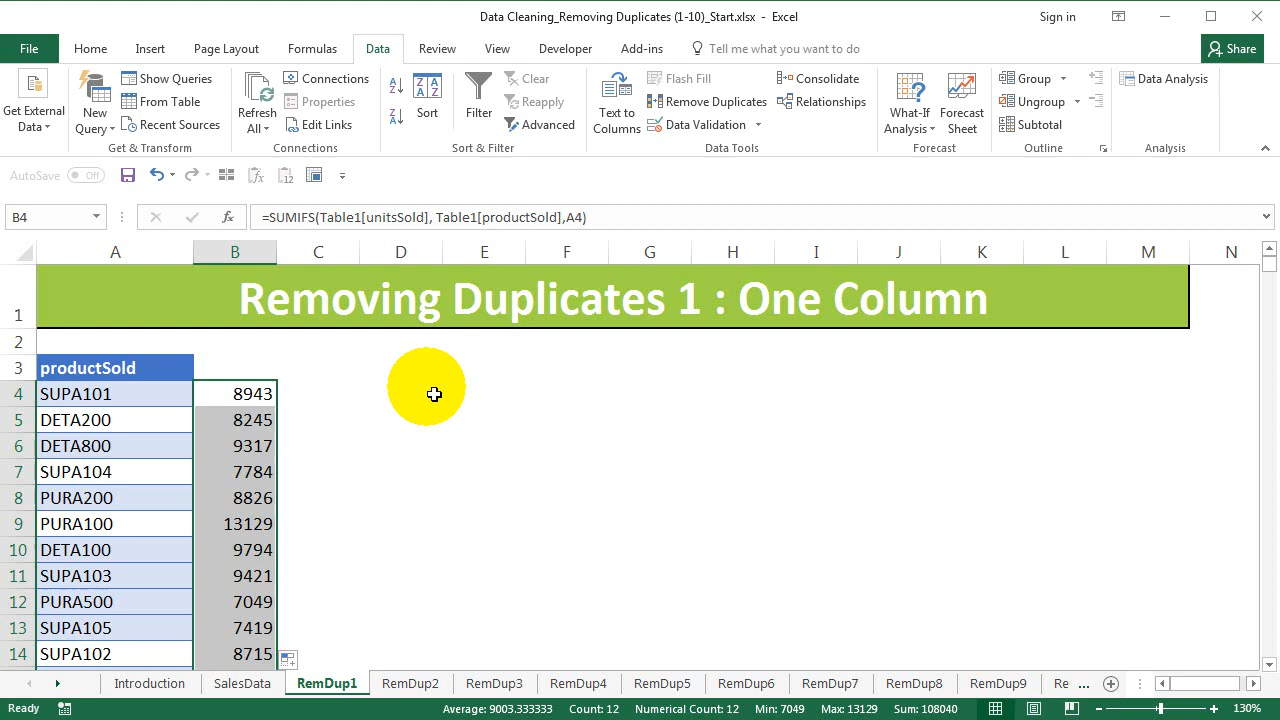 Data Cleaning_Removing Duplicates (1-10)_Start.xlsx - Excel
Sign in
File Home Insert Page Layout Formulas Data Review View Developer Add-ins Tell me what you want to do Share
Get External Data
New Query
Show Queries
From Table
Recent Sources
Get & Transform
Refresh All
Connections
Properties
Edit Links
Connections
Sort
Filter
Clear
Reapply
Advanced
Sort & Filter
Text to Columns
Flash Fill
Remove Duplicates
Data Validation
Consolidate
Relationships
Data Tools
What-If Analysis
Forecast Sheet
Forecast
Group
Ungroup
Subtotal
Outline
Data Analysis
Analysis
AutoSave Off
B4 fx =SUMIFS(Table1[unitsSold], Table1[productSold],A4)
A B C D E F G H I J K L M N
1 Removing Duplicates 1 : One Column
2
3 productSold
4 SUPA101 8943
5 DETA200 8245
6 DETA800 9317
7 SUPA104 7784
8 PURA200 8826
9 PURA100 13129
10 DETA100 9794
11 SUPA103 9421
12 PURA500 7049
13 SUPA105 7419
14 SUPA102 8715
Introduction SalesData RemDup1 RemDup2 RemDup3 RemDup4 RemDup5 RemDup6 RemDup7 RemDup8 RemDup9 Re ...
Ready Average: 9003.333333 Count: 12 Numerical Count: 12 Min: 7049 Max: 13129 Sum: 108040 130%